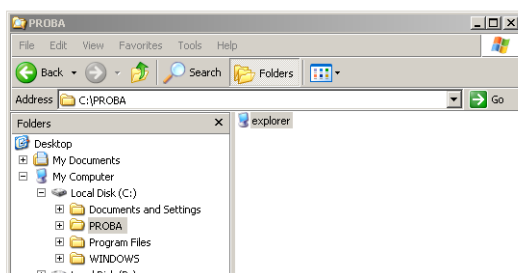 PROBA
File Edit View Favorites Tools Help
Back Search Folders
Address C:\PROBA Go
Folders x explorer
Desktop
My Documents
My Computer
Local Disk (C:)
Documents and Settings
PROBA
Program Files
WINDOWS